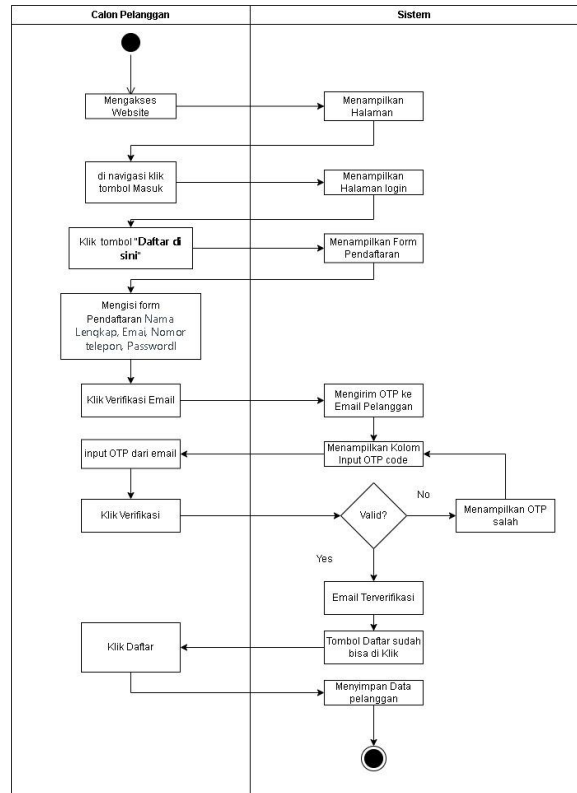 Calon Pelanggan
Sistem
Mengakses
Website
Menampilkan
Halaman
di navigasi klik
tombol Masuk
Menampilkan
Halaman login
Klik tombol "Daftar di
sini"
Menampilkan Form
Pendaftaran
Mengisi form
Pendaftaran Nama
Lengkap, Emai, Nomor
telepon, Passwordl
Klik Verifikasi Email
Mengirim OTP ke
Email Pelanggan
input OTP dari email
Menampilkan Kolom
Input OTP code
Klik Verifikasi
Valid?
No
Menampilkan OTP
salah
Yes
Email Terverifikasi
Klik Daftar
Tombol Daftar sudah
bisa di Klik
Menyimpan Data
pelanggan